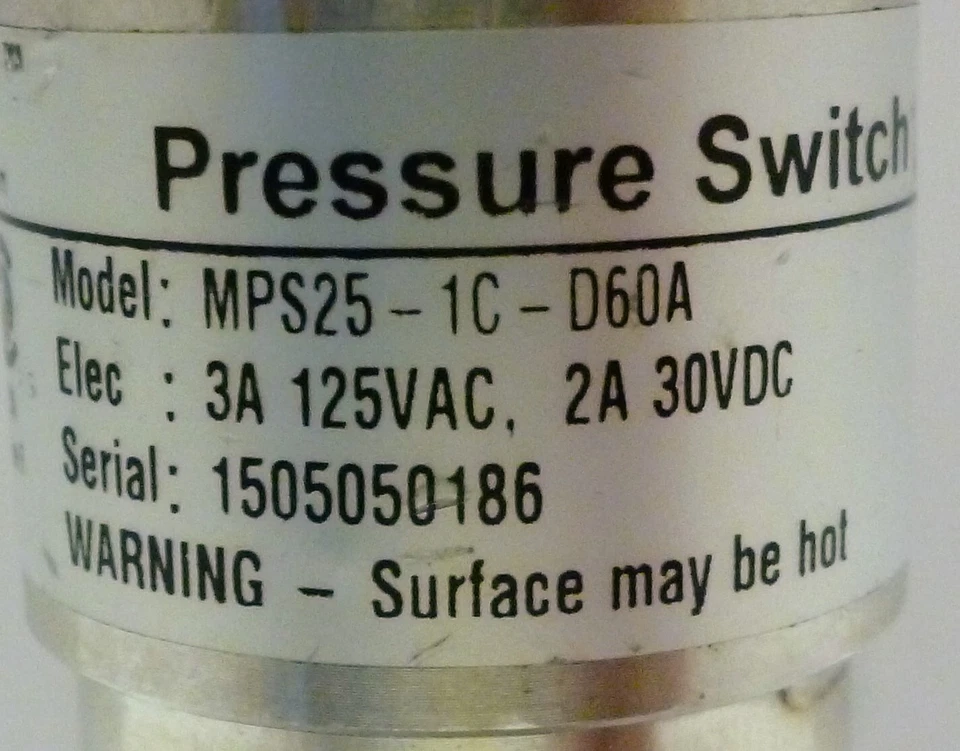 Pressure Switch
Model: MPS25-1C-D60A
Elec : 3A 125VAC, 2A 30VDC
Serial: 1505050186
WARNING - Surface may be hot